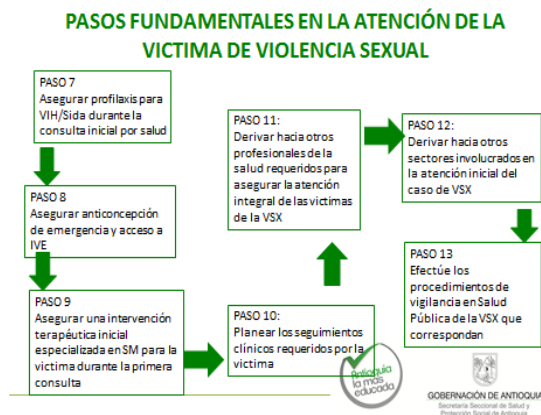 PASOS FUNDAMENTALES EN LA ATENCIÓN DE LA
VICTIMA DE VIOLENCIA SEXUAL
PASO 7
Asegurar profilaxis para
VIH/Sida durante la
consulta inicial por salud
PASO 8
Asegurar anticoncepción
de emergencia y acceso a
IVE
PASO 9
Asegurar una intervención
terapéutica inicial
especializada en SM para la
victima durante la primera
consulta
PASO 10:
Planear los seguimientos
clínicos requeridos por la
victima
PASO 11:
Derivar hacia otros
profesionales de la
salud requeridos para
asegurar la atención
integral de las victimas
de la VSX
PASO 12:
Derivar hacia otros
sectores involucrados en
la atención inicial del
caso de VSX
PASO 13
Efectúe los
procedimientos de
vigilancia en Salud
Pública de la VSX que
correspondan
Antioquia
la más
educada
GOBERNACIÓN DE ANTIOQUIA
Secretaría Seccional de Salud y
Protección Social de Antioquia